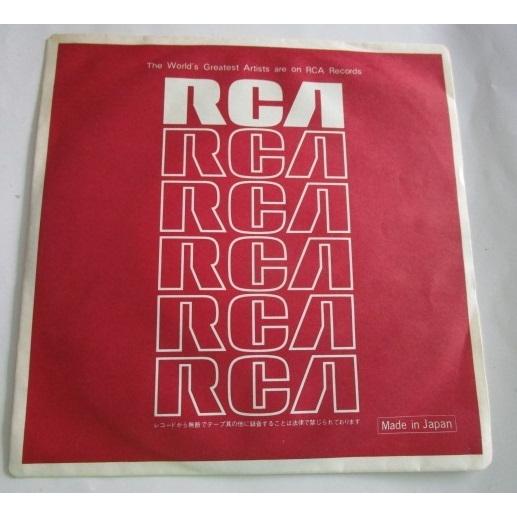 The World's Greatest Artists are on RCA Records
RCA
RCA
RCA
RCA
RCA
RCA
レコードから無断でテープ其の他に録音することは法律で禁じられております
Made in Japan